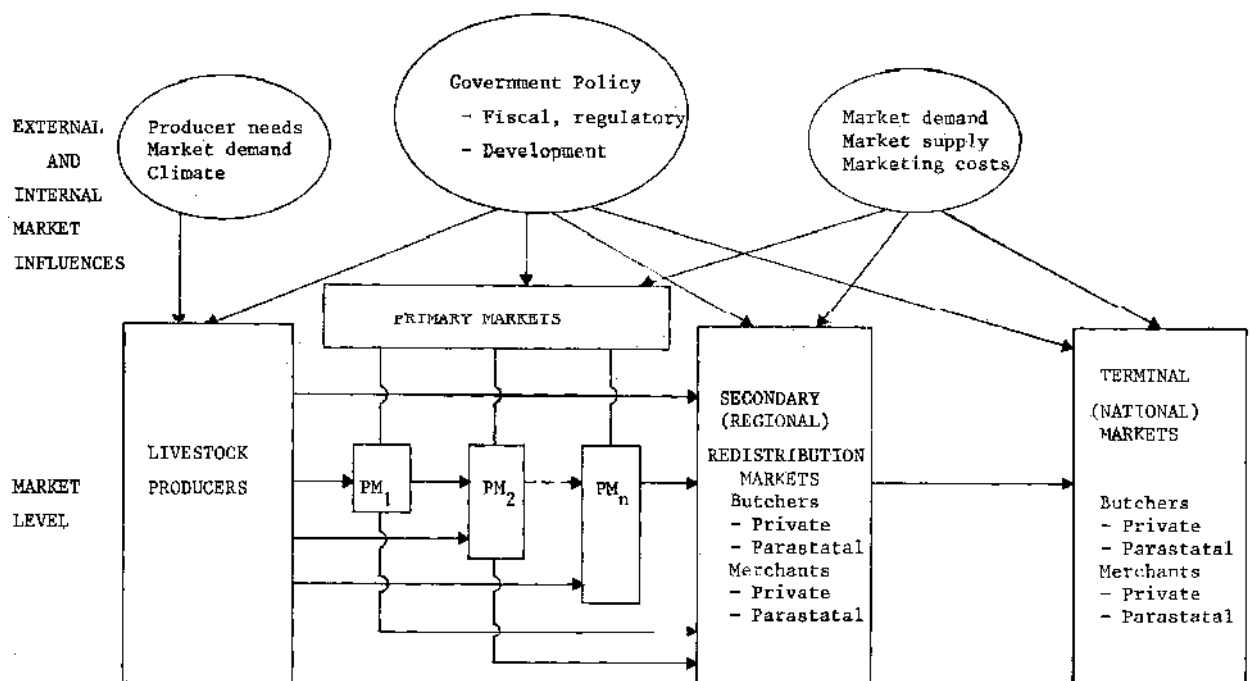 EXTERNAL
AND
INTERNAL
MARKET
INFLUENCES
Producer needs
Market demand
Climate
Government Policy
- Fiscal, regulatory
- Development
Market demand
Market supply
Marketing costs
PRIMARY MARKETS
MARKET
LEVEL
LIVESTOCK
PRODUCERS
PM1
PM2
PMn
SECONDARY
(REGIONAL)
REDISTRIBUTION
MARKETS
Butchers
- Private
- Parastatal
Merchants
- Private
- Parastatal
TERMINAL
(NATIONAL)
MARKETS
Butchers
- Private
- Parastatal
Merchants
- Private
- Parastatal